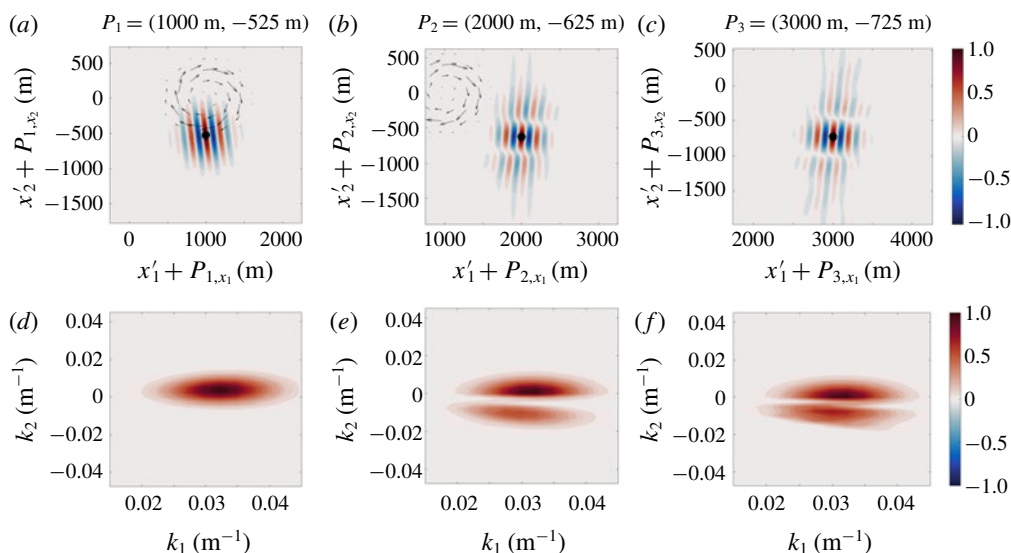 (a) P₁ = (1000 m, −525 m) (b) P₂ = (2000 m, −625 m) (c) P₃ = (3000 m, −725 m)
500
0
−500
−1000
−1500
x′₂ + P₁,ₓ₂ (m)
0 1000 2000
x′₁ + P₁,ₓ₁ (m)
500
0
−500
−1000
−1500
x′₂ + P₂,ₓ₂ (m)
1000 2000 3000
x′₁ + P₂,ₓ₁ (m)
500
0
−500
−1000
−1500
x′₂ + P₃,ₓ₂ (m)
2000 3000 4000
x′₁ + P₃,ₓ₁ (m)
1.0
0.5
0
−0.5
−1.0
(d) (e) (f)
0.04
0.02
0
−0.02
−0.04
k₂ (m⁻¹)
0.02 0.03 0.04
k₁ (m⁻¹)
0.04
0.02
0
−0.02
−0.04
k₂ (m⁻¹)
0.02 0.03 0.04
k₁ (m⁻¹)
0.04
0.02
0
−0.02
−0.04
k₂ (m⁻¹)
0.02 0.03 0.04
k₁ (m⁻¹)
1.0
0.5
0
−0.5
−1.0